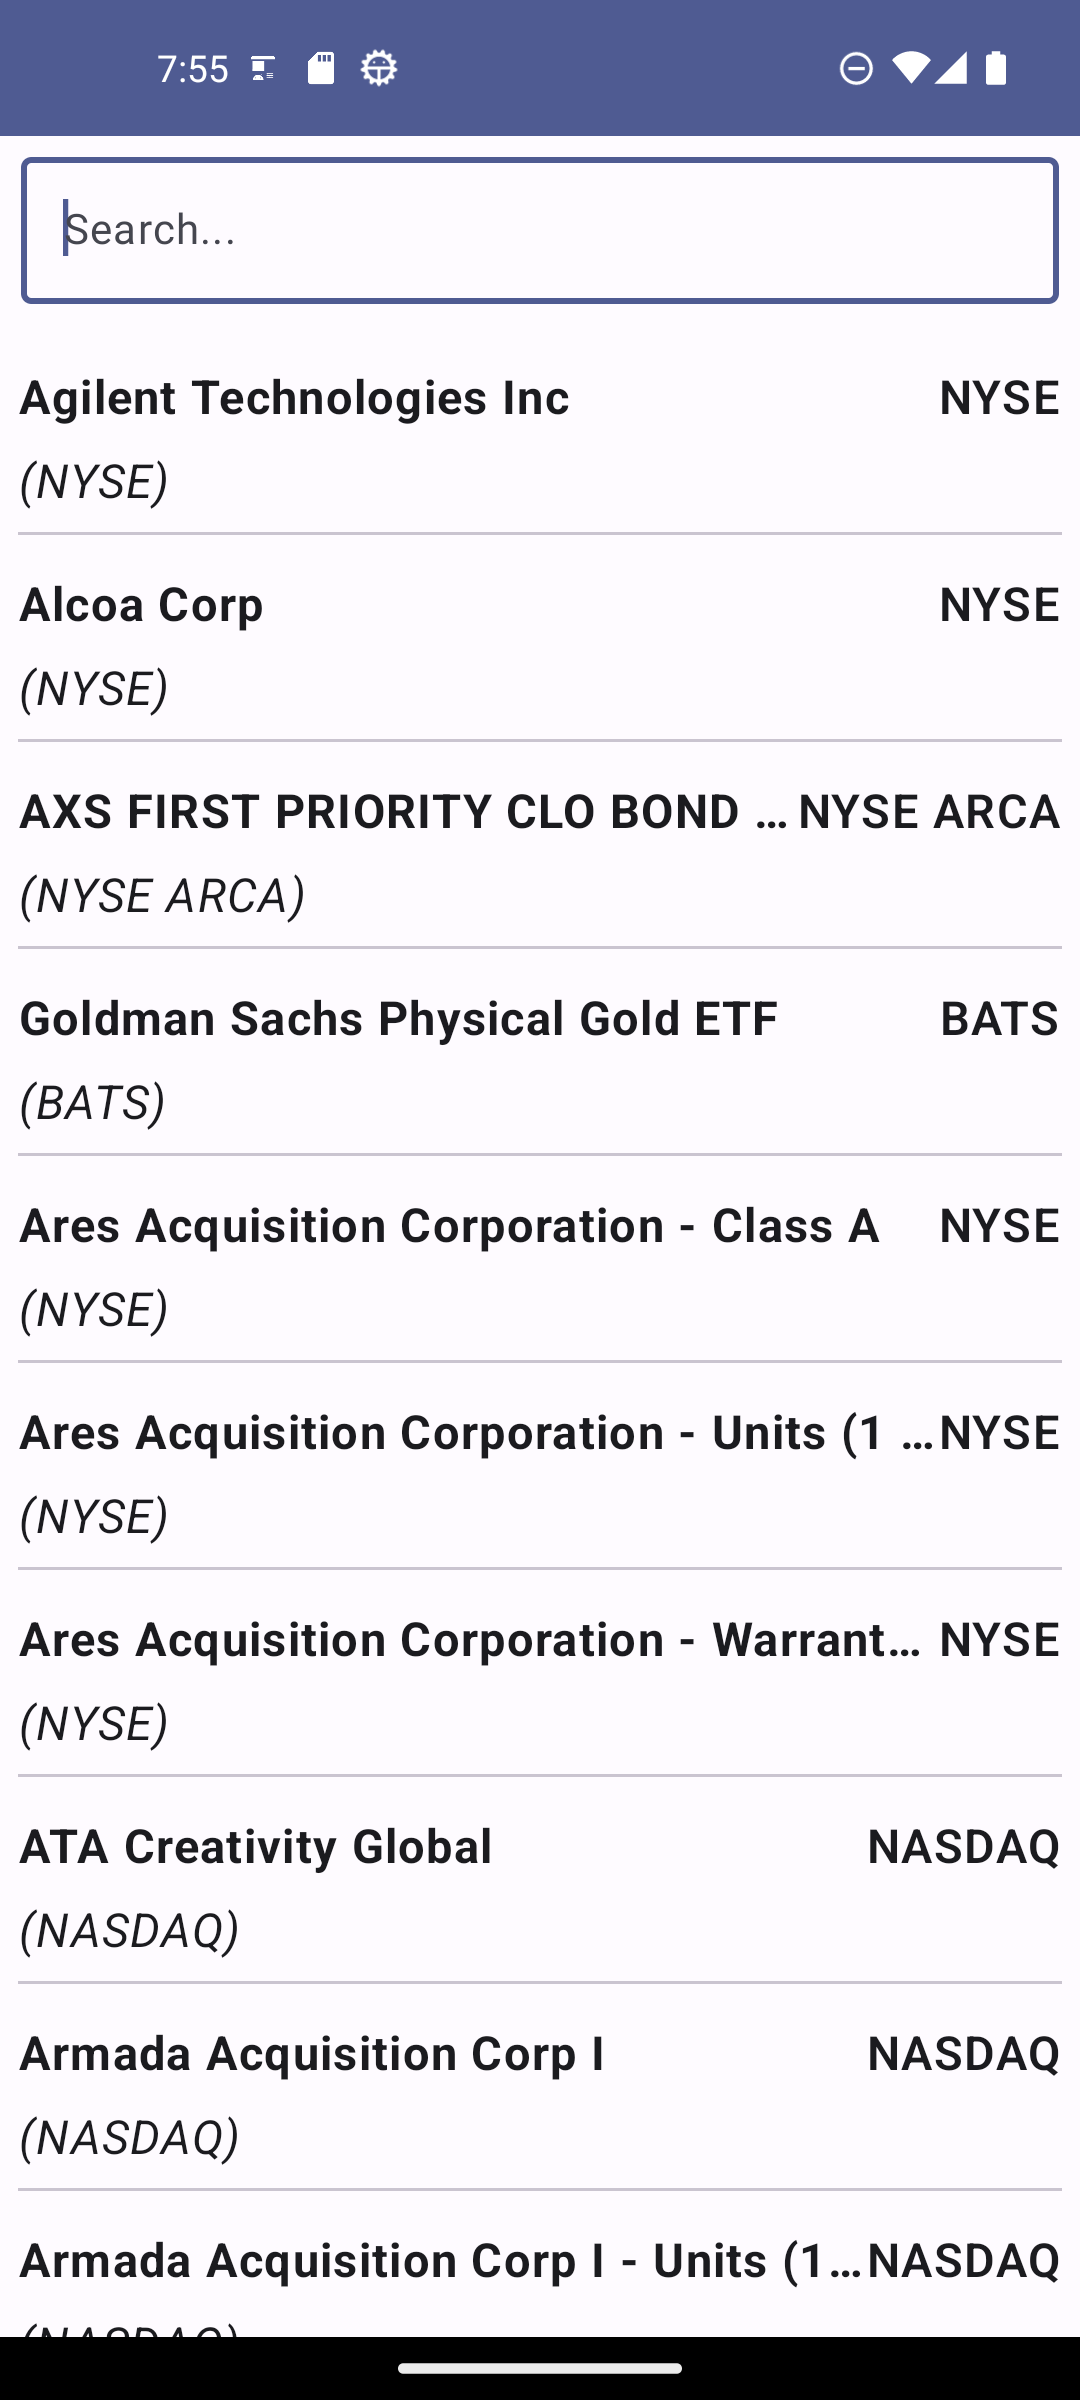 7:55
Search...
Agilent Technologies Inc NYSE
(NYSE)
Alcoa Corp NYSE
(NYSE)
AXS FIRST PRIORITY CLO BOND ... NYSE ARCA
(NYSE ARCA)
Goldman Sachs Physical Gold ETF BATS
(BATS)
Ares Acquisition Corporation - Class A NYSE
(NYSE)
Ares Acquisition Corporation - Units (1 ... NYSE
(NYSE)
Ares Acquisition Corporation - Warrant... NYSE
(NYSE)
ATA Creativity Global NASDAQ
(NASDAQ)
Armada Acquisition Corp I NASDAQ
(NASDAQ)
Armada Acquisition Corp I - Units (1... NASDAQ
(NASDAQ)